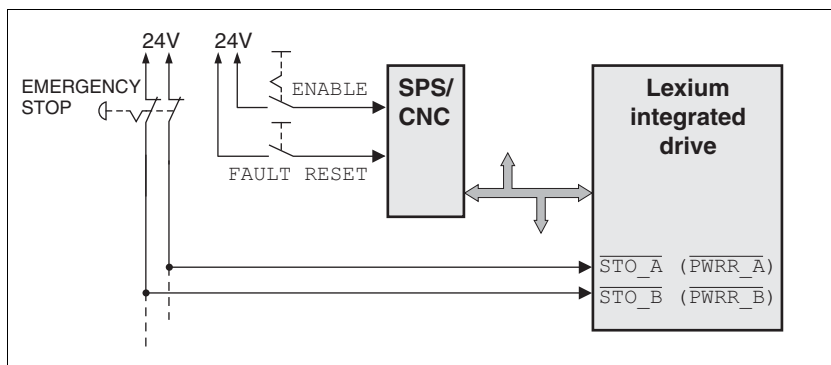 24V 24V
EMERGENCY
STOP
ENABLE
FAULT RESET
SPS/
CNC
Lexium
integrated
drive
STO_A (PWRR_A)
STO_B (PWRR_B)